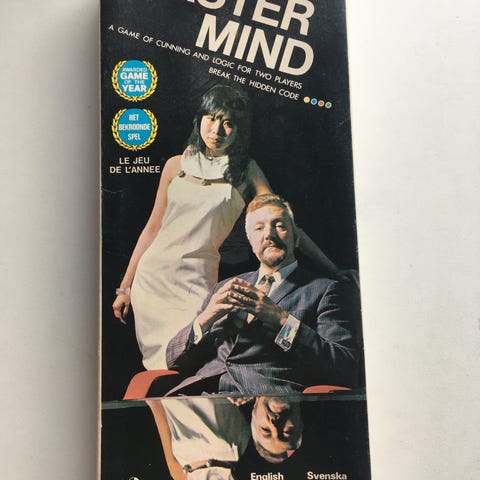 MASTER
MIND
A GAME OF CUNNING AND LOGIC FOR TWO PLAYERS
BREAK THE HIDDEN CODE
AWARDED
GAME
OF THE
YEAR
HET
BEKROONDE
SPEL
LE JEU
DE L'ANNEE
English
Svenska